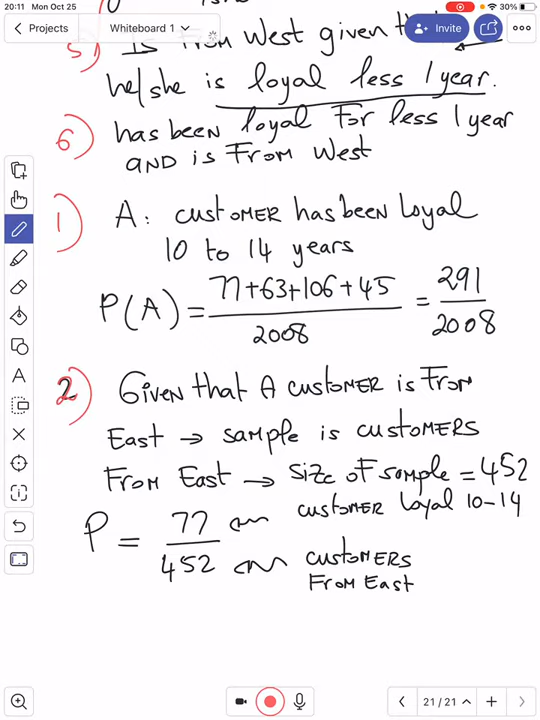 20:11 Mon Oct 25
30%
Projects
Whiteboard 1
Invite
5) Is From West given
he/she is loyal less 1 year.
6) has been loyal For less 1 year
AND is From West
1) A: customer has been Loyal
10 to 14 years
P(A) = 77+63+106+45 / 2008 = 291 / 2008
2) Given that A customer is From
East → sample is customers
From East → size of sample = 452
P = 77 / 452
customer Loyal 10-14
customers
From East
21/21